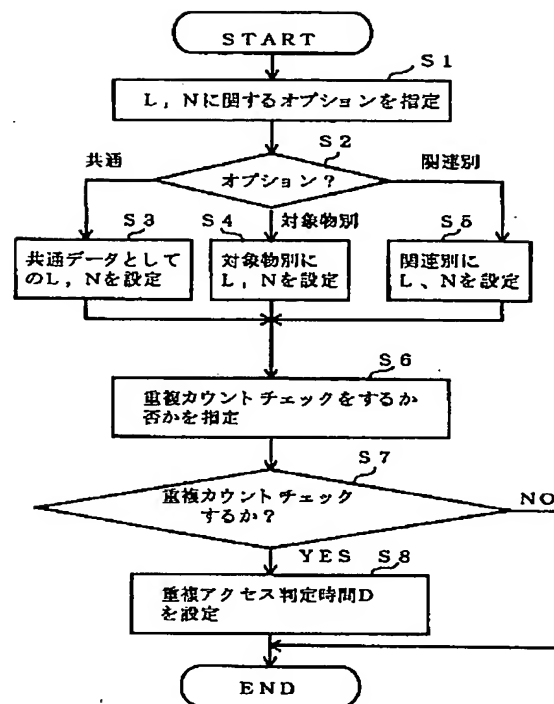 START
S1
L,Nに関するオプションを指定
S2
共通
オプション?
関連別
S3
S4
対象物別
S5
共通データとして
のL,Nを設定
対象物別に
L,Nを設定
関連別に
L、Nを設定
S6
重複カウントチェックをするか
否かを指定
S7
重複カウントチェック
するか?
NO
YES
S8
重複アクセス判定時間D
を設定
END